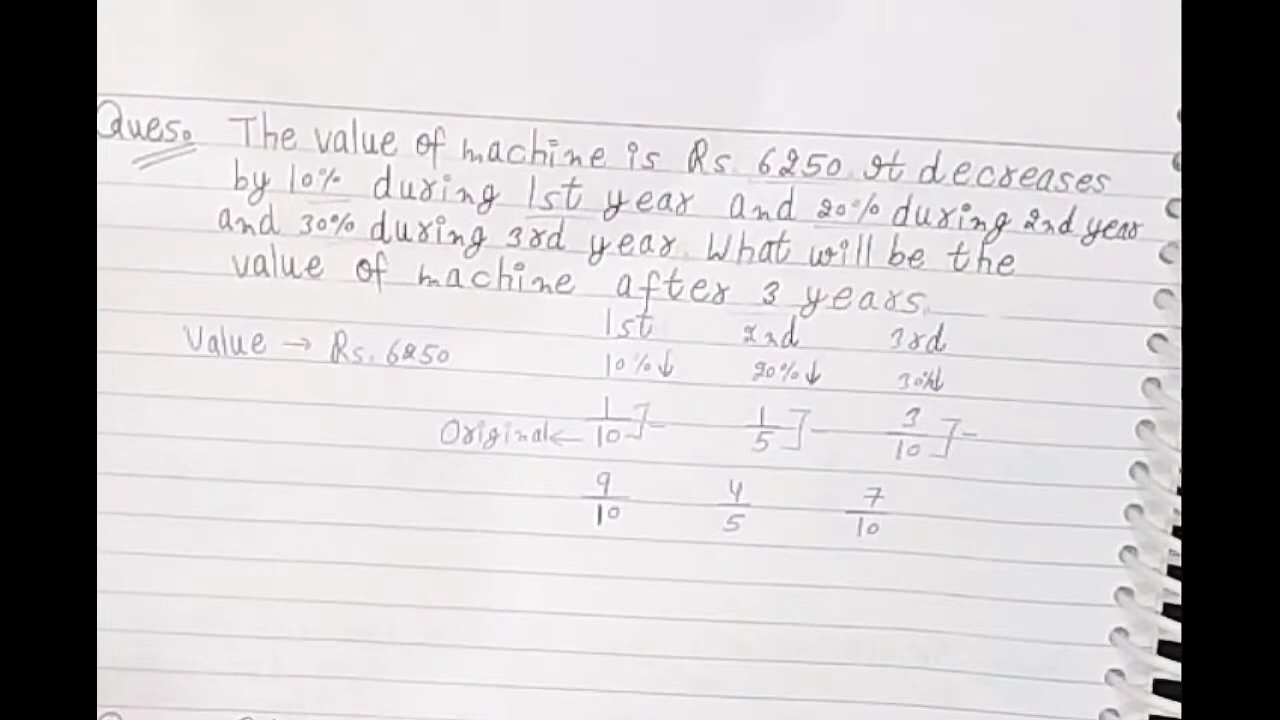 Ques. The value of machine is Rs. 6250. It decreases
by 10% during 1st year and 20% during 2nd year
and 30% during 3rd year. What will be the
value of machine after 3 years.
1st 2nd 3rd
Value → Rs. 6250 10%↓ 20%↓ 30%↓
Original ← 1/10]- 1/5]- 3/10]-
9/10 4/5 7/10